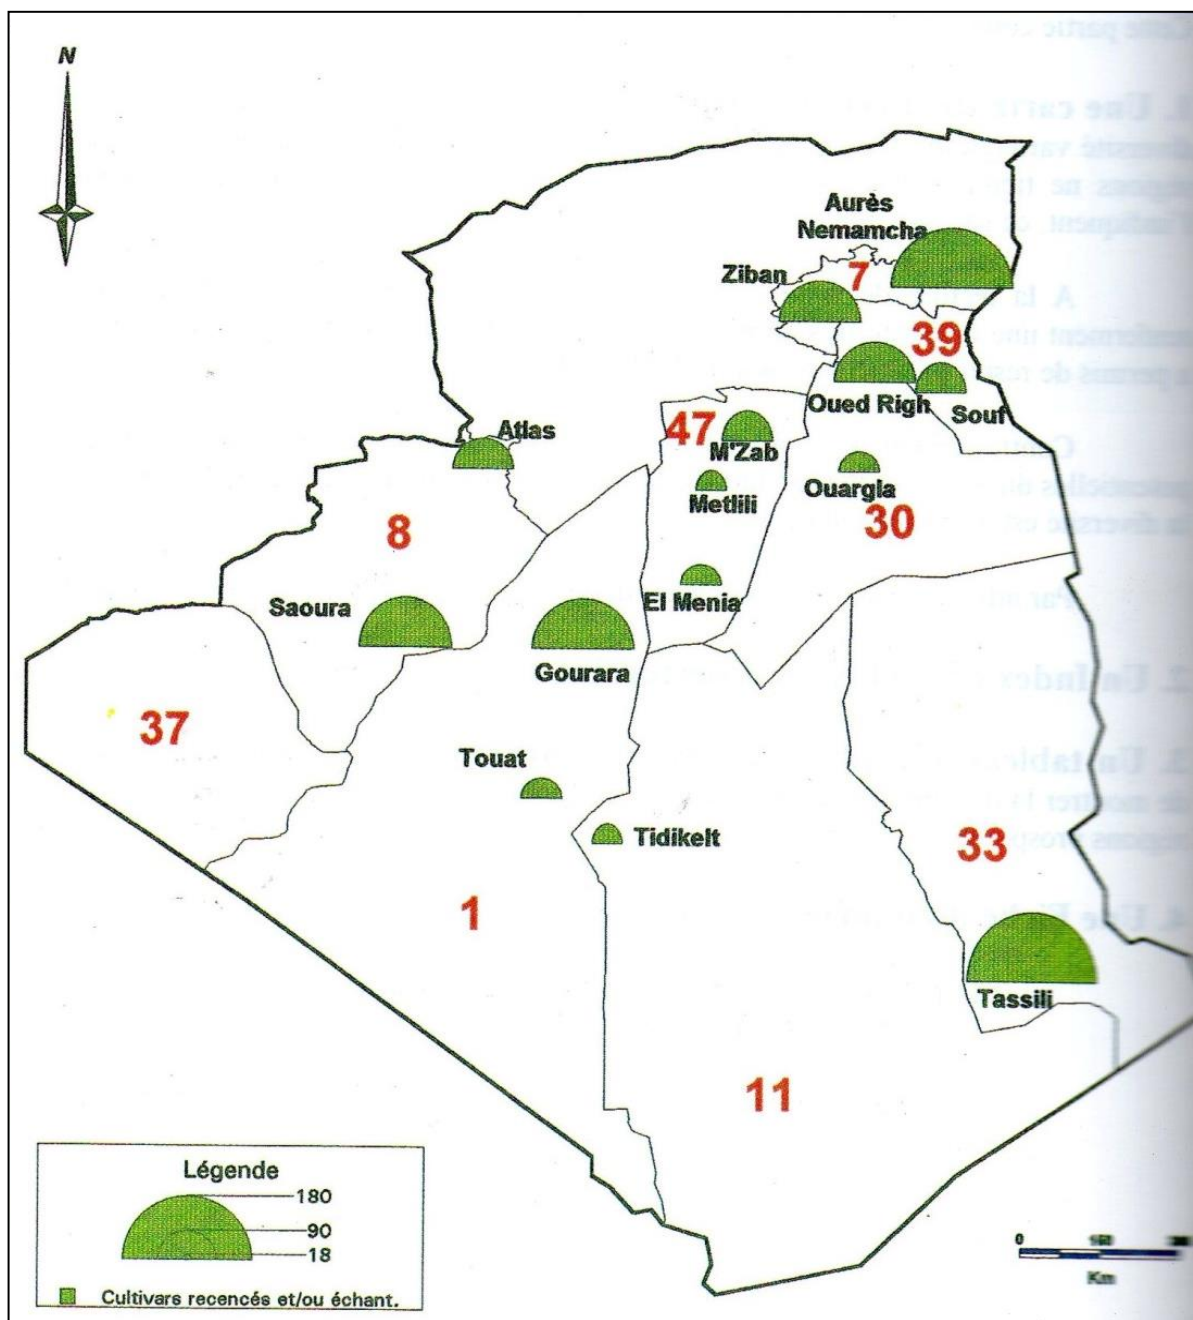 N
Aurès
Nemamcha
Ziban
7
39
Oued Righ
Souf
47
M'Zab
Metlili
Ouargla
30
Atlas
8
Saoura
El Menia
Gourara
37
Touat
Tidikelt
33
1
Tassili
11
Légende
180
90
18
Cultivars recencés et/ou échant.
0
Km